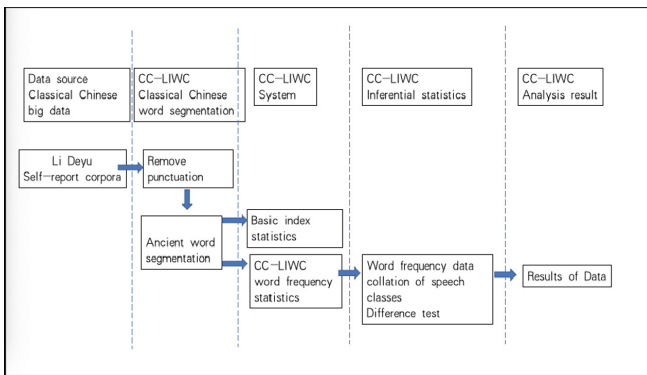 Data source
Classical Chinese
big data
CC-LIWC
Classical Chinese
word segmentation
CC-LIWC
System
CC-LIWC
Inferential statistics
CC-LIWC
Analysis result
Li Deyu
Self-report corpora
Remove
punctuation
Ancient word
segmentation
Basic index
statistics
CC-LIWC
word frequency
statistics
Word frequency data
collation of speech
classes
Difference test
Results of Data